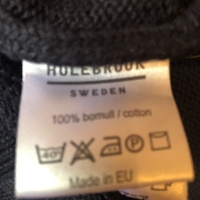 HOLEBROOK
SWEDEN
100% bomull / cotton
40 P
Made in EU